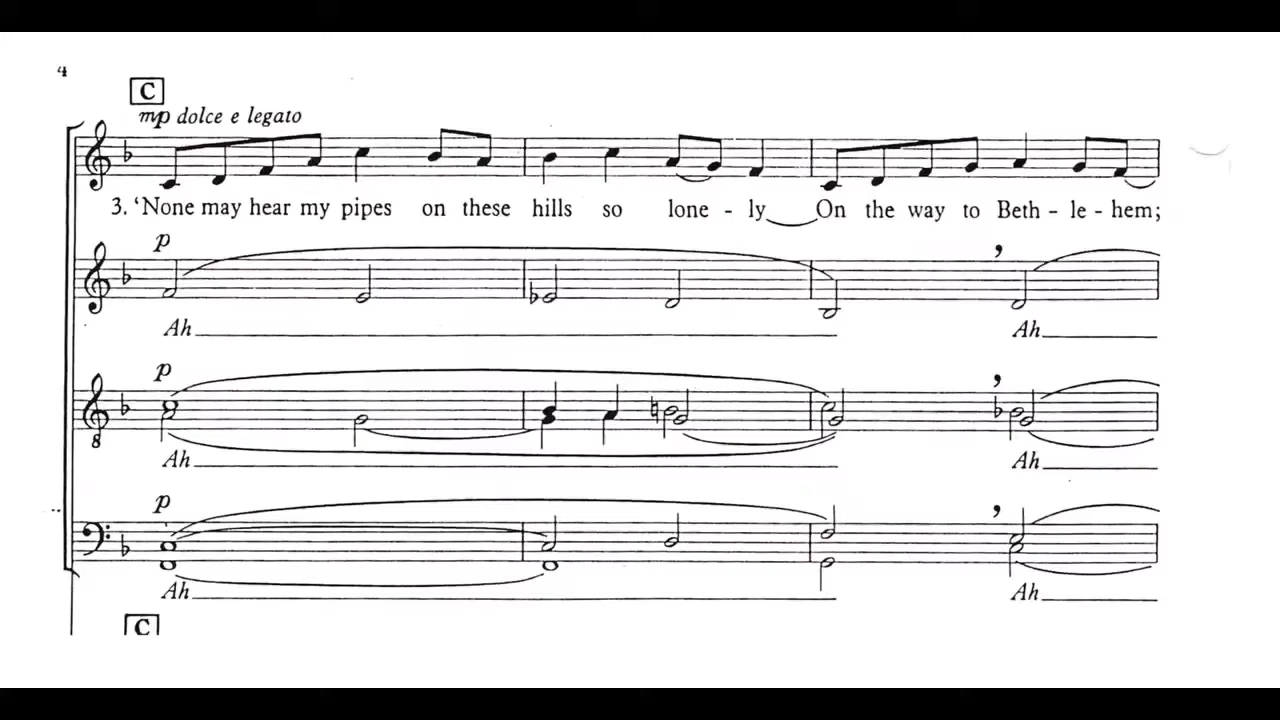 4
C
mp dolce e legato
3. ‘None may hear my pipes on these hills so lone - ly On the way to Beth - le - hem;
p
Ah Ah
p
8
Ah Ah
p
Ah Ah
C